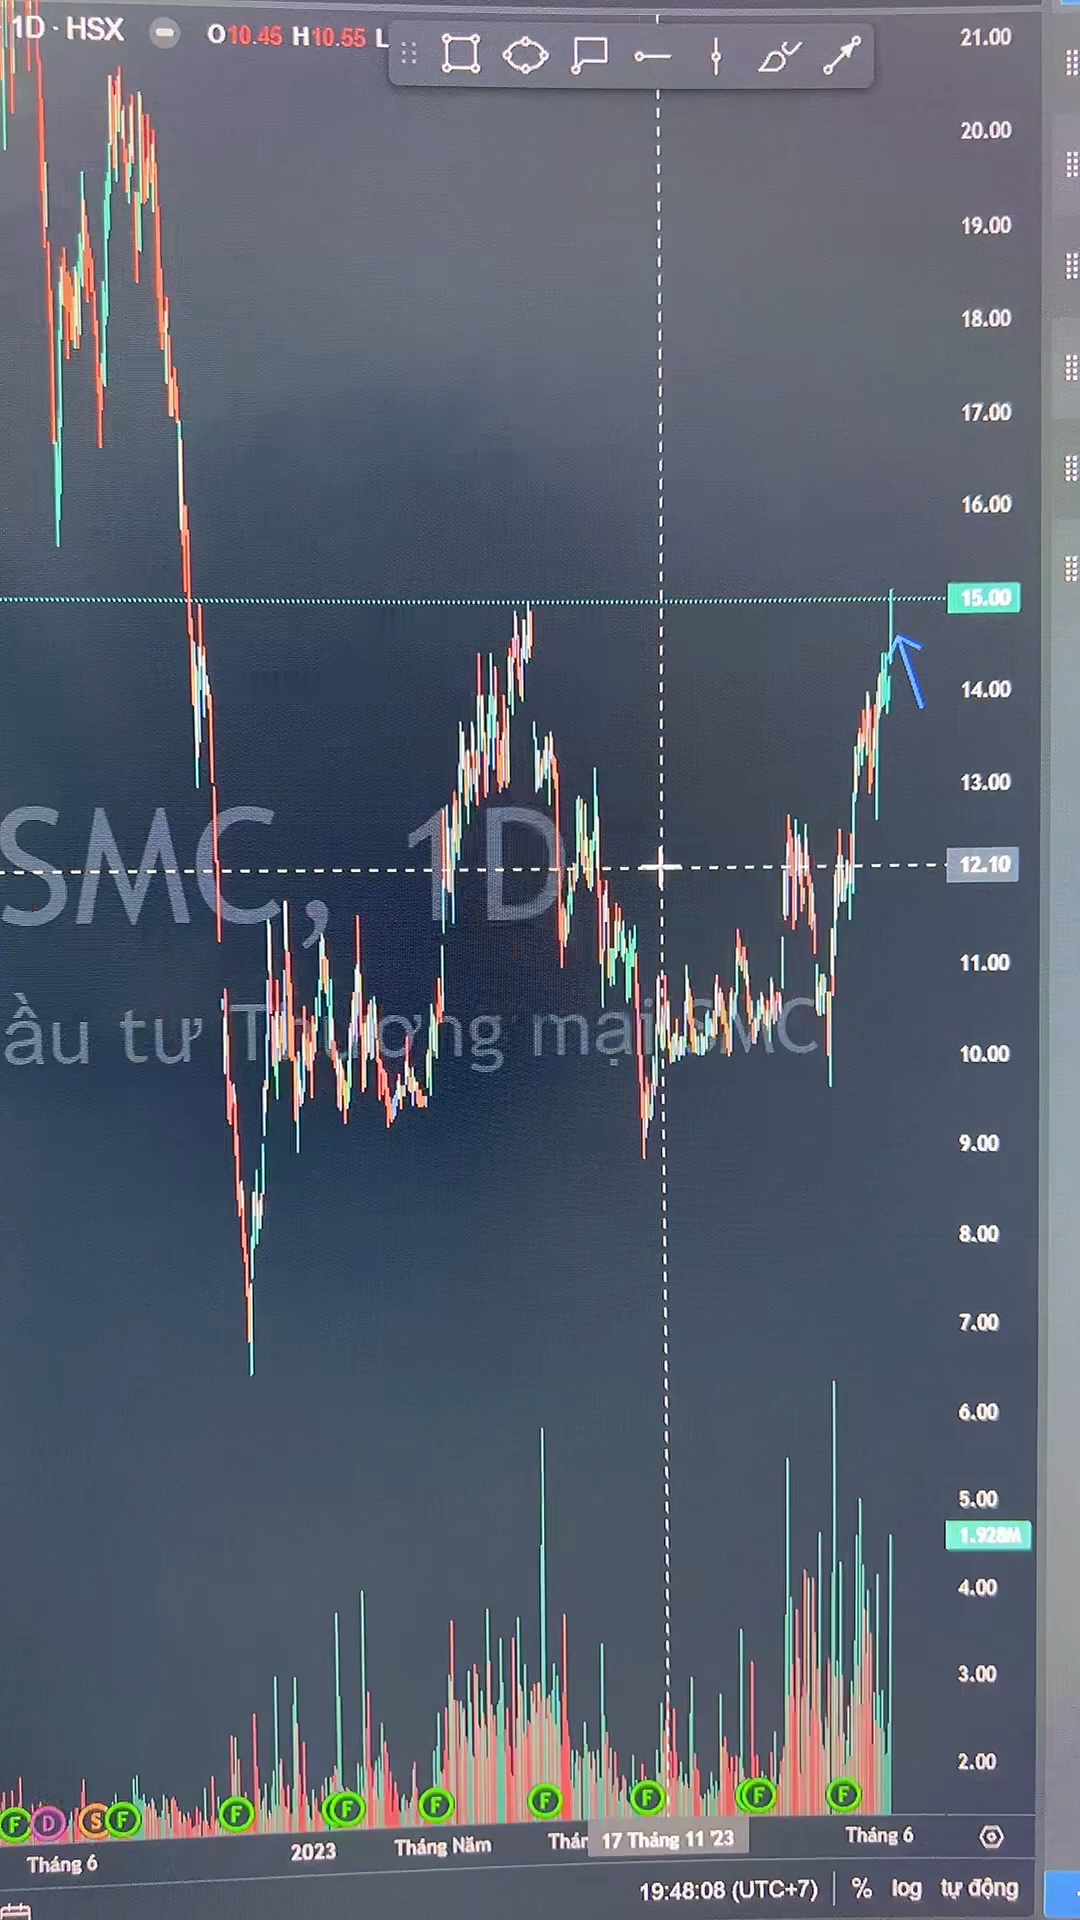 1D · HSX O10.45 H10.55 L
21.00
20.00
19.00
18.00
17.00
16.00
15.00
14.00
13.00
SMC, 1D
12.10
11.00
ầu tư Thương mại SMC
10.00
9.00
8.00
7.00
6.00
5.00
1.928M
4.00
3.00
2.00
F D S F F F F F F F F
Tháng 6 2023 Tháng Năm Thán 17 Tháng 11 '23 Tháng 6
19:48:08 (UTC+7) % log tự động